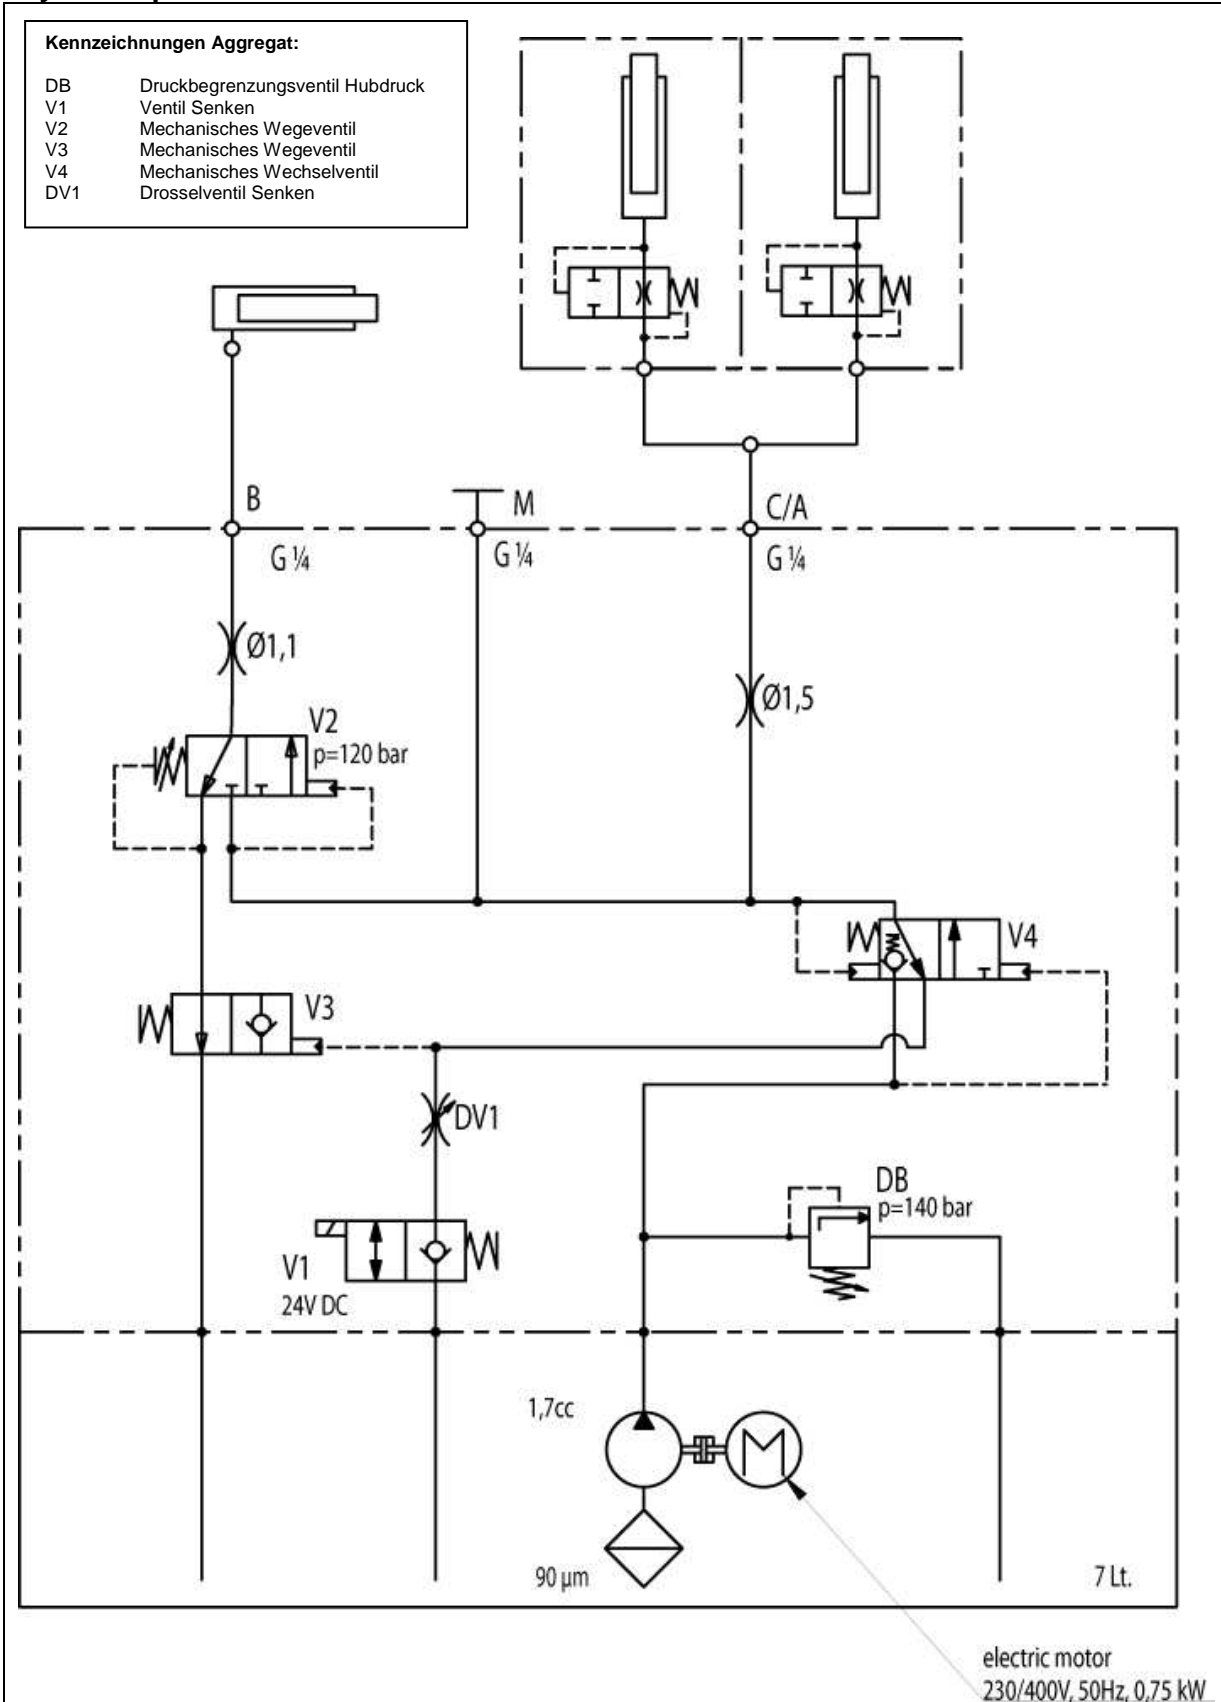 Kennzeichnungen Aggregat:
DB Druckbegrenzungsventil Hubdruck
V1 Ventil Senken
V2 Mechanisches Wegeventil
V3 Mechanisches Wegeventil
V4 Mechanisches Wechselventil
DV1 Drosselventil Senken
B
M
C/A
G ¼
G ¼
G ¼
Ø1,1
Ø1,5
V2
p=120 bar
V4
V3
DV1
DB
p=140 bar
V1
24V DC
1,7cc
M
90 µm
7 Lt.
electric motor
230/400V, 50Hz, 0,75 kW